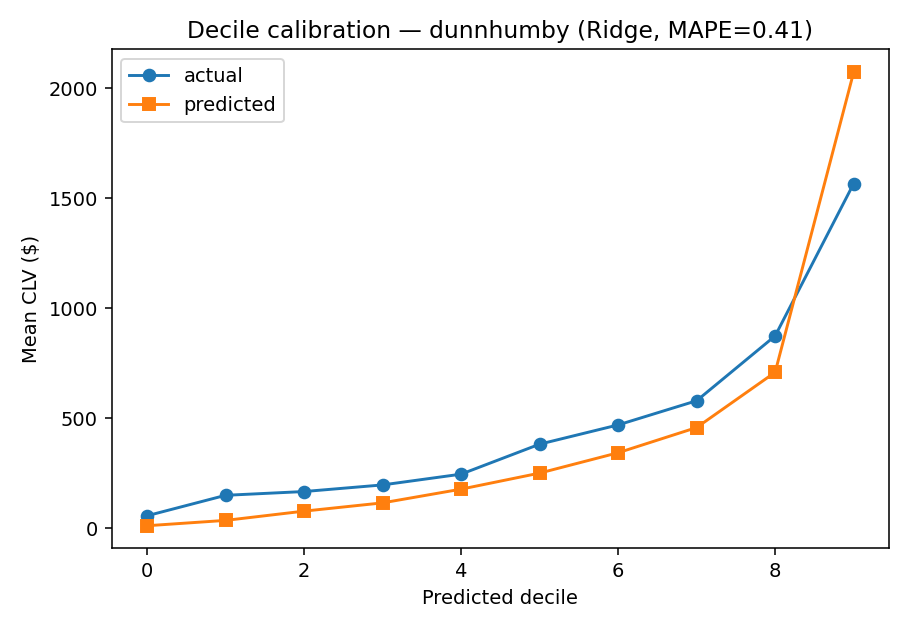 Decile calibration — dunnhumby (Ridge, MAPE=0.41)
actual
predicted
Mean CLV ($)
2000
1500
1000
500
0
0 2 4 6 8
Predicted decile